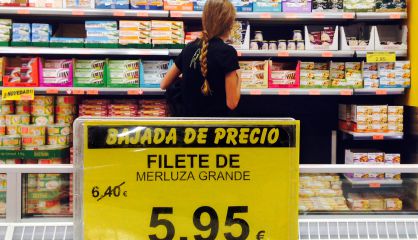 BAJADA DE PRECIO
FILETE DE
MERLUZA GRANDE
6,40€
5,95€